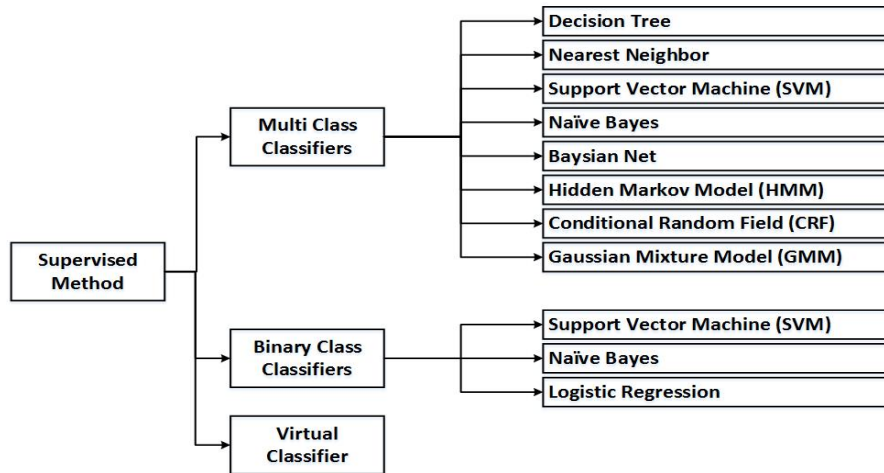 Decision Tree
Nearest Neighbor
Support Vector Machine (SVM)
Multi Class
Classifiers
Naïve Bayes
Baysian Net
Hidden Markov Model (HMM)
Conditional Random Field (CRF)
Gaussian Mixture Model (GMM)
Supervised
Method
Binary Class
Classifiers
Support Vector Machine (SVM)
Naïve Bayes
Logistic Regression
Virtual
Classifier